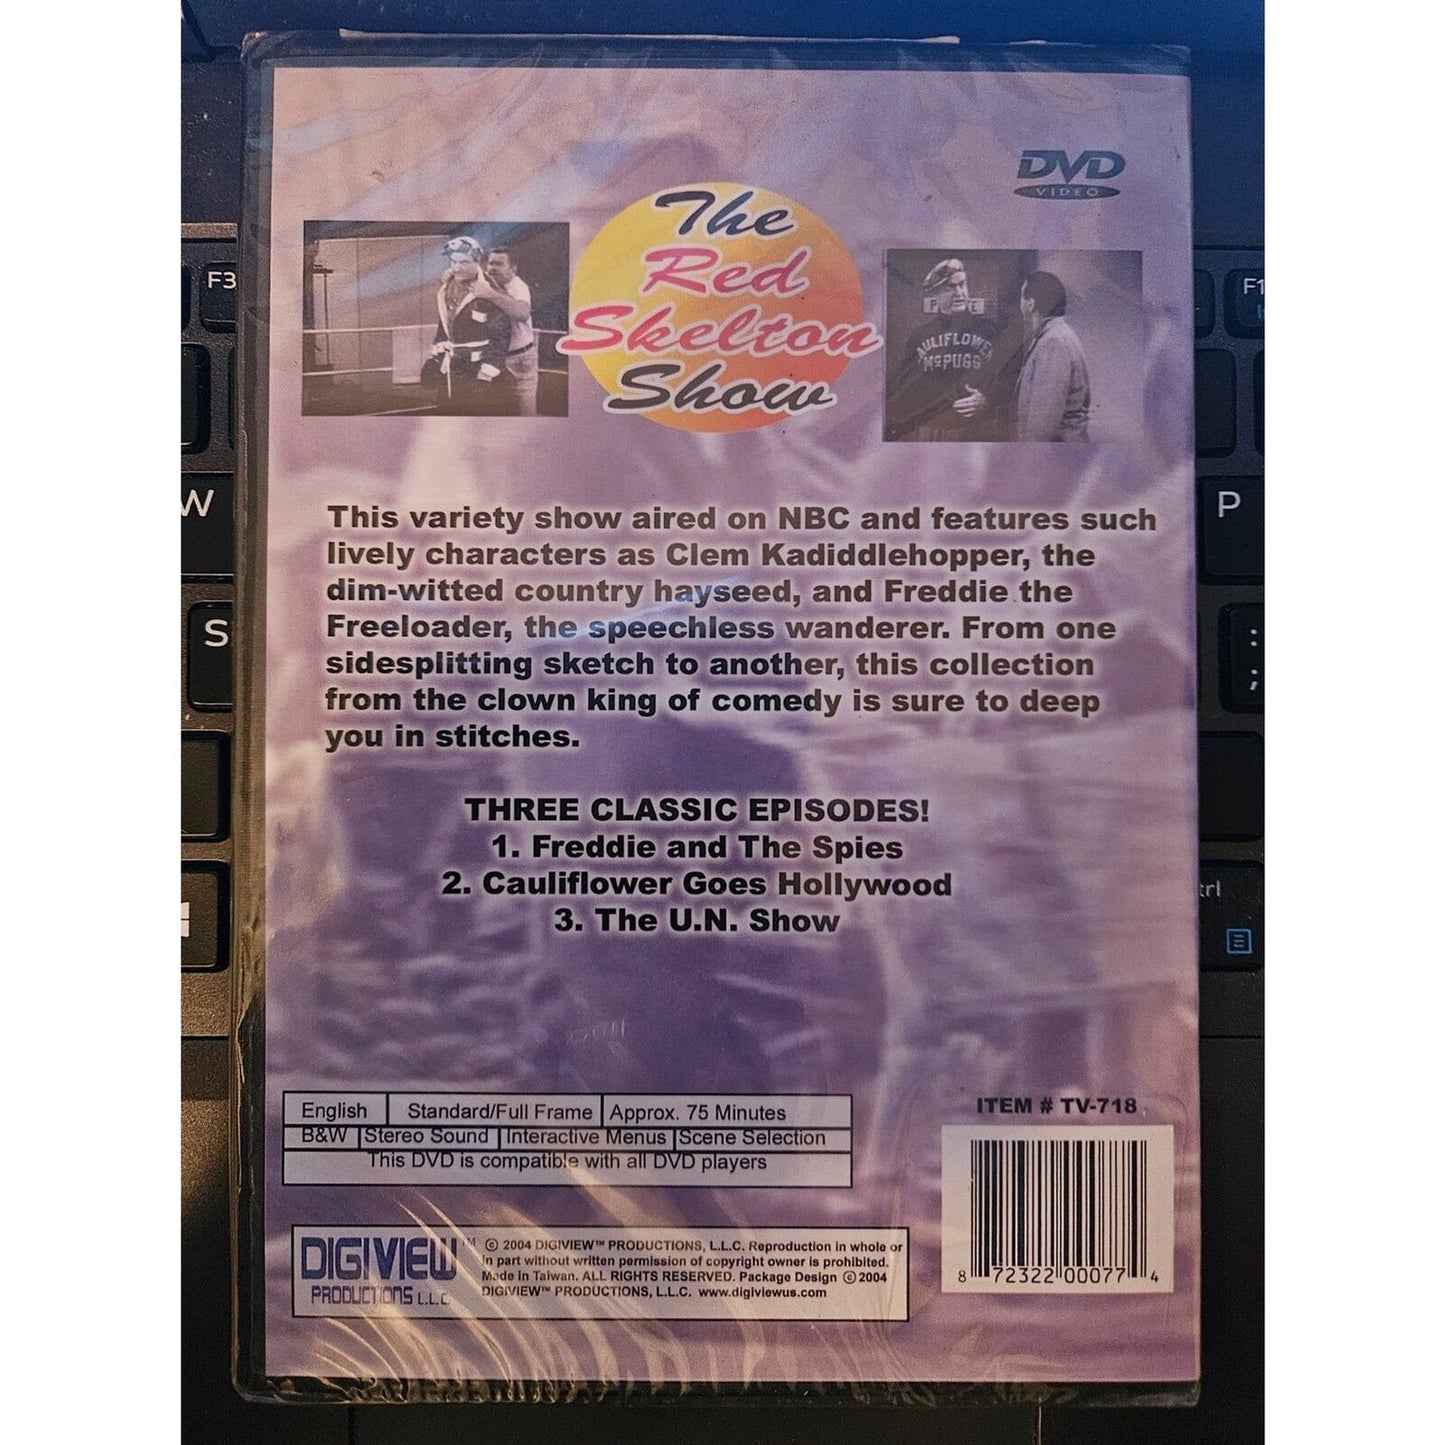 DVD
VIDEO
The
Red
Skelton
Show
P E
AULIFLOWE
McPUGS
F3
F1
W
P
S
:
;
This variety show aired on NBC and features such
lively characters as Clem Kadiddlehopper, the
dim-witted country hayseed, and Freddie the
Freeloader, the speechless wanderer. From one
sidesplitting sketch to another, this collection
from the clown king of comedy is sure to deep
you in stitches.
THREE CLASSIC EPISODES!
1. Freddie and The Spies
2. Cauliflower Goes Hollywood
3. The U.N. Show
trl
English Standard/Full Frame Approx. 75 Minutes
B&W Stereo Sound Interactive Menus Scene Selection
This DVD is compatible with all DVD players
ITEM # TV-718
8 72322 00077 4
DIGIVIEW™
PRODUCTIONS L.L.C.
© 2004 DIGIVIEW™ PRODUCTIONS, L.L.C. Reproduction in whole or
in part without written permission of copyright owner is prohibited.
Made in Taiwan. ALL RIGHTS RESERVED. Package Design © 2004
DIGIVIEW™ PRODUCTIONS, L.L.C. www.digiviewus.com